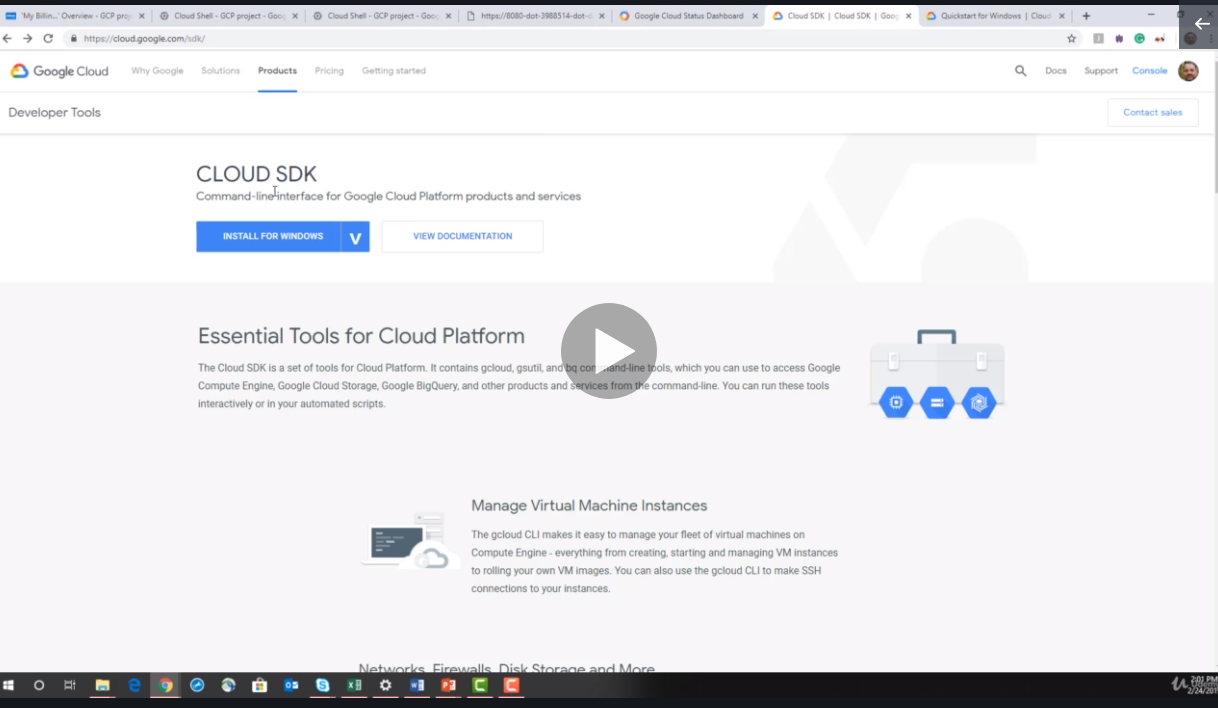 'My Billin...' Overview - GCP proj
Cloud Shell - GCP project - Goog
Cloud Shell - GCP project - Goog
https://8080-dot-3988514-dot-d
Google Cloud Status Dashboard
Cloud SDK | Cloud SDK | Goog
Quickstart for Windows | Cloud
https://cloud.google.com/sdk/
Google Cloud
Why Google
Solutions
Products
Pricing
Getting started
Docs
Support
Console
Developer Tools
Contact sales
CLOUD SDK
Command-line interface for Google Cloud Platform products and services
INSTALL FOR WINDOWS
V
VIEW DOCUMENTATION
Essential Tools for Cloud Platform
The Cloud SDK is a set of tools for Cloud Platform. It contains gcloud, gsutil, and bq command-line tools, which you can use to access Google
Compute Engine, Google Cloud Storage, Google BigQuery, and other products and services from the command-line. You can run these tools
interactively or in your automated scripts.
Manage Virtual Machine Instances
The gcloud CLI makes it easy to manage your fleet of virtual machines on
Compute Engine - everything from creating, starting and managing VM instances
to rolling your own VM images. You can also use the gcloud CLI to make SSH
connections to your instances.
Networks, Firewalls, Disk Storage and More
2:01 PM
2/24/201